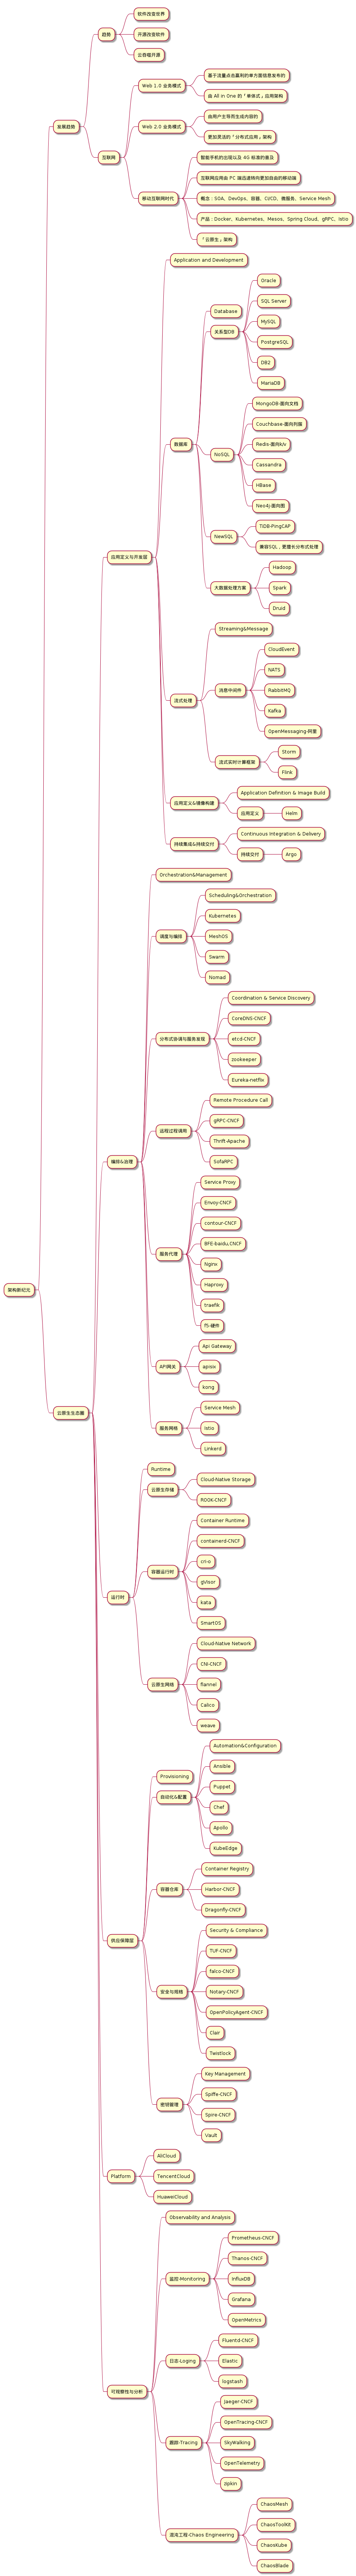 架构新纪元
发展趋势
趋势
软件改变世界
开源改变软件
云吞噬开源
互联网
Web 1.0 业务模式
基于流量点击赢利的单方面信息发布的
由 All in One 的「单体式」应用架构
Web 2.0 业务模式
由用户主导而生成内容的
更加灵活的「分布式应用」架构
移动互联网时代
智能手机的出现以及 4G 标准的普及
互联网应用由 PC 端迅速转向更加自由的移动端
概念：SOA、DevOps、容器、CI/CD、微服务、Service Mesh
产品：Docker、Kubernetes、Mesos、Spring Cloud、gRPC、Istio
「云原生」架构
云原生生态圈
应用定义与开发层
Application and Development
数据库
Database
关系型DB
Oracle
SQL Server
MySQL
PostgreSQL
DB2
MariaDB
NoSQL
MongoDB-面向文档
Couchbase-面向列簇
Redis-面向k/v
Cassandra
HBase
Neo4j-面向图
NewSQL
TiDB-PingCAP
兼容SQL，更擅长分布式处理
大数据处理方案
Hadoop
Spark
Druid
流式处理
Streaming&Message
消息中间件
CloudEvent
NATS
RabbitMQ
Kafka
OpenMessaging-阿里
流式实时计算框架
Storm
Flink
应用定义&镜像构建
Application Definition & Image Build
应用定义
Helm
持续集成&持续交付
Continuous Integration & Delivery
持续交付
Argo
编排&治理
Orchestration&Management
调度与编排
Scheduling&Orchestration
Kubernetes
MeshOS
Swarm
Nomad
分布式协调与服务发现
Coordination & Service Discovery
CoreDNS-CNCF
etcd-CNCF
zookeeper
Eureka-netflix
远程过程调用
Remote Procedure Call
gRPC-CNCF
Thrift-Apache
SofaRPC
服务代理
Service Proxy
Envoy-CNCF
contour-CNCF
BFE-baidu,CNCF
Nginx
Haproxy
traefik
F5-硬件
API网关
Api Gateway
apisix
kong
服务网格
Service Mesh
istio
Linkerd
运行时
Runtime
云原生存储
Cloud-Native Storage
ROOK-CNCF
容器运行时
Container Runtime
containerd-CNCF
cri-o
gVisor
kata
SmartOS
云原生网络
Cloud-Native Network
CNI-CNCF
flannel
Calico
weave
供应保障层
Provisioning
自动化&配置
Automation&Configuration
Ansible
Puppet
Chef
Apollo
KubeEdge
容器仓库
Container Registry
Harbor-CNCF
Dragonfly-CNCF
安全与规格
Security & Compliance
TUF-CNCF
falco-CNCF
Notary-CNCF
OpenPolicyAgent-CNCF
Clair
Twistlock
密钥管理
Key Management
Spiffe-CNCF
Spire-CNCF
Vault
Platform
AliCloud
TencentCloud
HuaweiCloud
可观察性与分析
Observability and Analysis
监控-Monitoring
Prometheus-CNCF
Thanos-CNCF
InfluxDB
Grafana
OpenMetrics
日志-Loging
Fluentd-CNCF
Elastic
logstash
跟踪-Tracing
Jaeger-CNCF
OpenTracing-CNCF
SkyWalking
OpenTelemetry
zipkin
混沌工程-Chaos Engineering
ChaosMesh
ChaosToolKit
ChaosKube
ChaosBlade